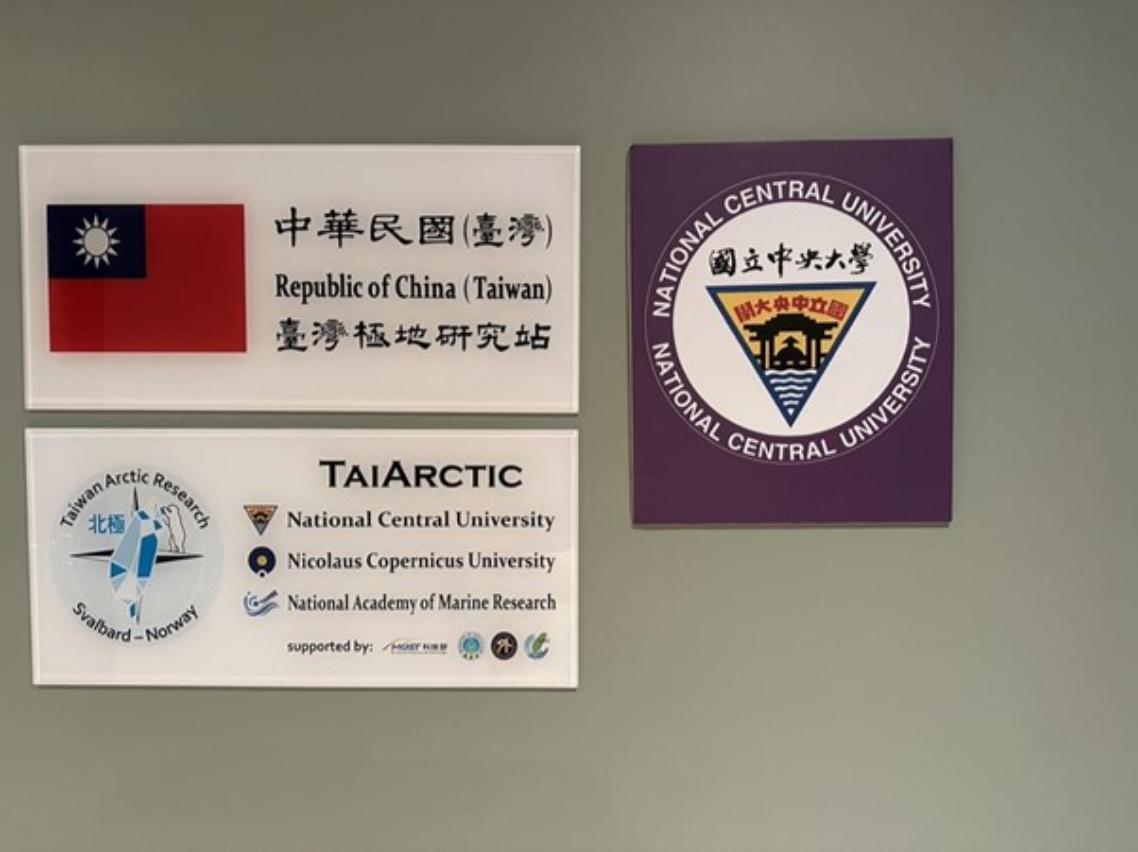 中華民國(臺灣)
Republic of China (Taiwan)
臺灣極地研究站
TAIARCTIC
Taiwan Arctic Research
北極
Svalbard – Norway
National Central University
Nicolaus Copernicus University
National Academy of Marine Research
supported by:
MOST 科技部
NATIONAL CENTRAL UNIVERSITY
國立中央大學
國立中央大學
NATIONAL CENTRAL UNIVERSITY